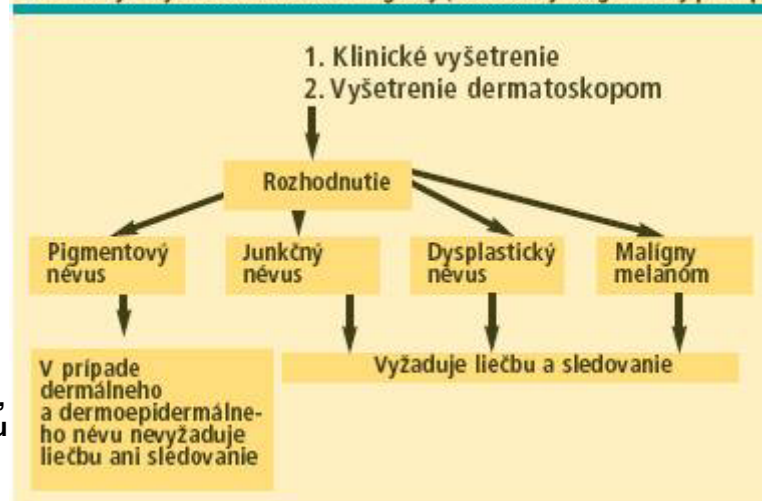 1. Klinické vyšetrenie
2. Vyšetrenie dermatoskopom
Rozhodnutie
Pigmentový
névus
Junkčný
névus
Dysplastický
névus
Malígny
melanóm
V prípade
dermálneho
a dermoepidermálne-
ho névu nevyžaduje
liečbu ani sledovanie
Vyžaduje liečbu a sledovanie
,
u